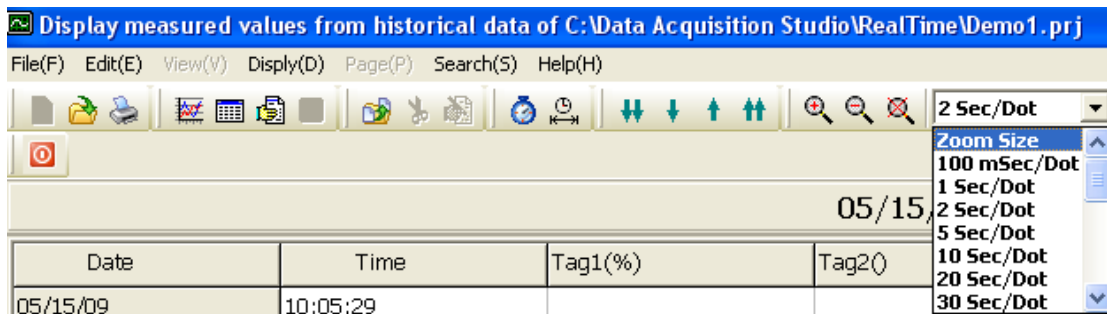 Display measured values from historical data of C:\Data Acquisition Studio\RealTime\Demo1.prj
File(F) Edit(E) View(V) Disply(D) Page(P) Search(S) Help(H)
2 Sec/Dot
Zoom Size
100 mSec/Dot
1 Sec/Dot
2 Sec/Dot
5 Sec/Dot
10 Sec/Dot
20 Sec/Dot
30 Sec/Dot
05/15/
Date Time Tag1(%) Tag2()
05/15/09 10:05:29